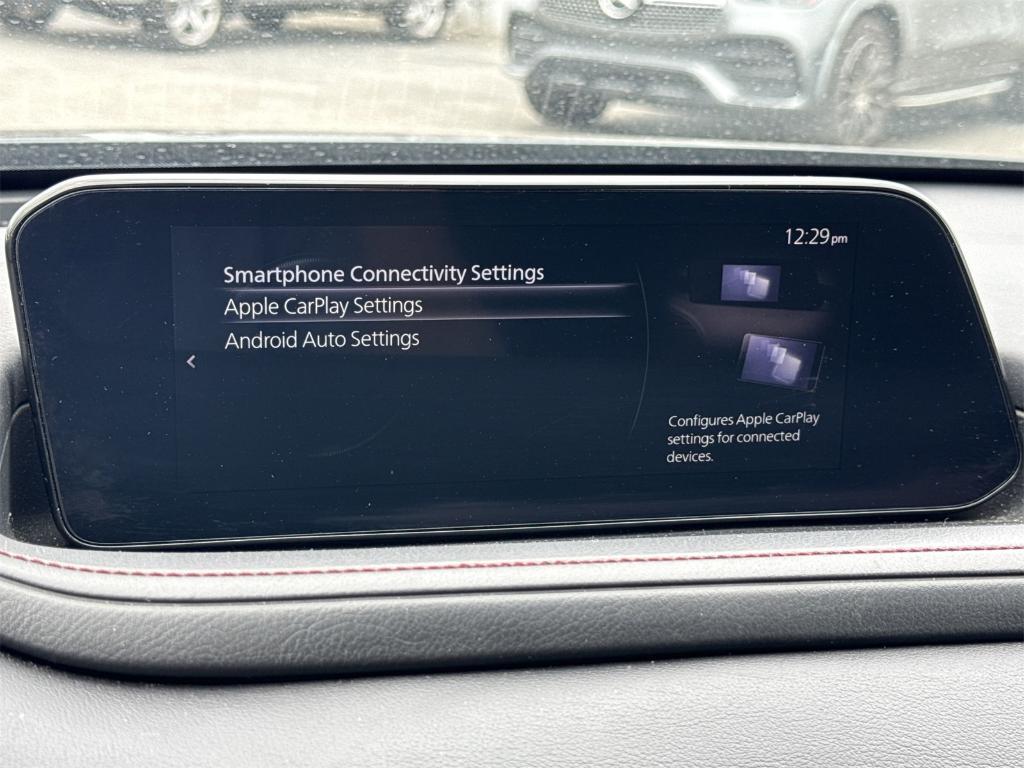 12:29pm
Smartphone Connectivity Settings
Apple CarPlay Settings
Android Auto Settings
Configures Apple CarPlay
settings for connected
devices.